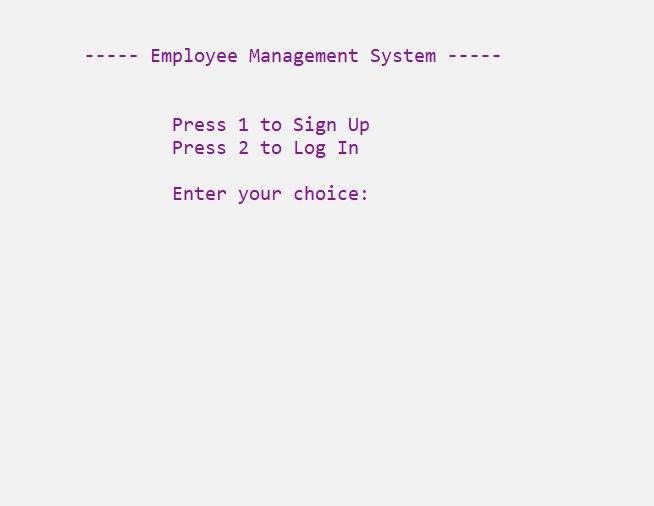 ----- Employee Management System -----
Press 1 to Sign Up
Press 2 to Log In
Enter your choice: